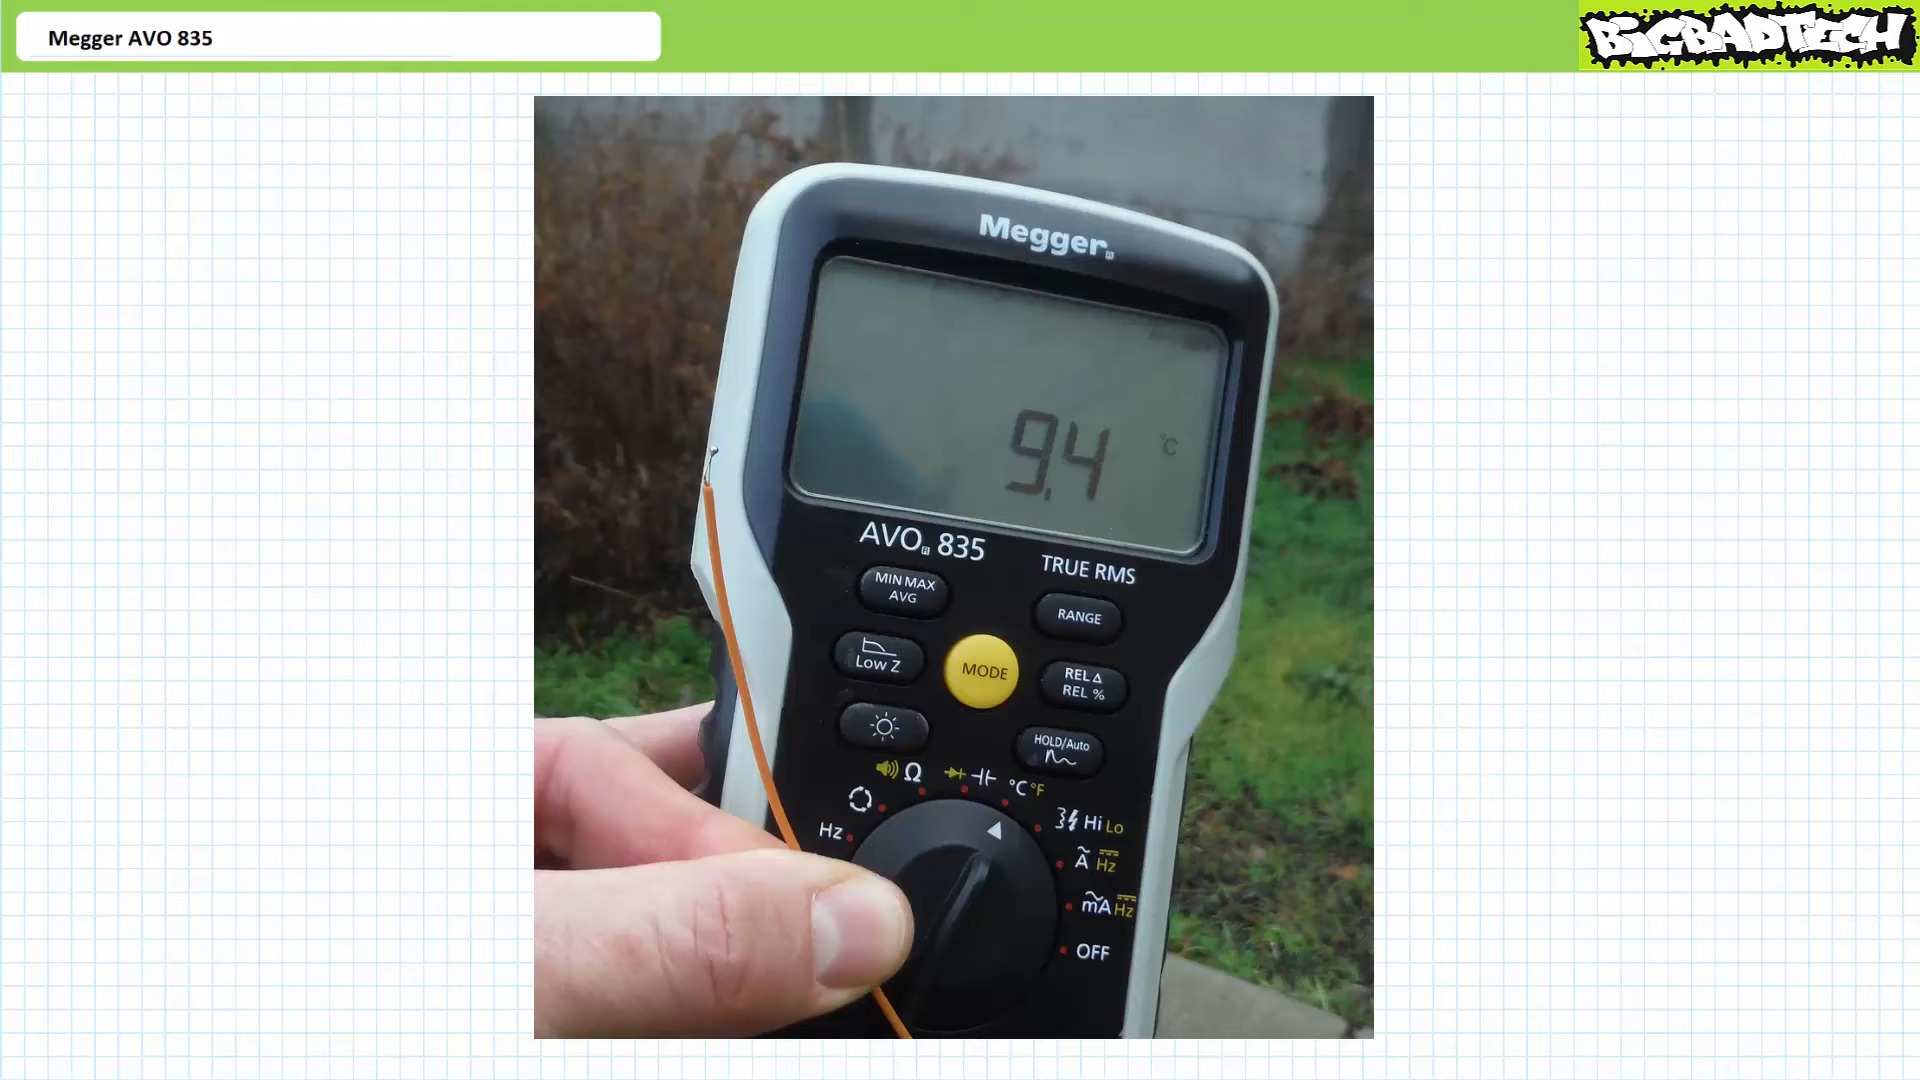 Megger AVO 835
BIGBADTECH
Megger®
9.4 °C
AVO® 835
TRUE RMS
MIN MAX
AVG
RANGE
Low Z
MODE
REL Δ
REL %
HOLD/Auto
Ω
°C °F
Hz
Hi Lo
A Hz
mA Hz
OFF